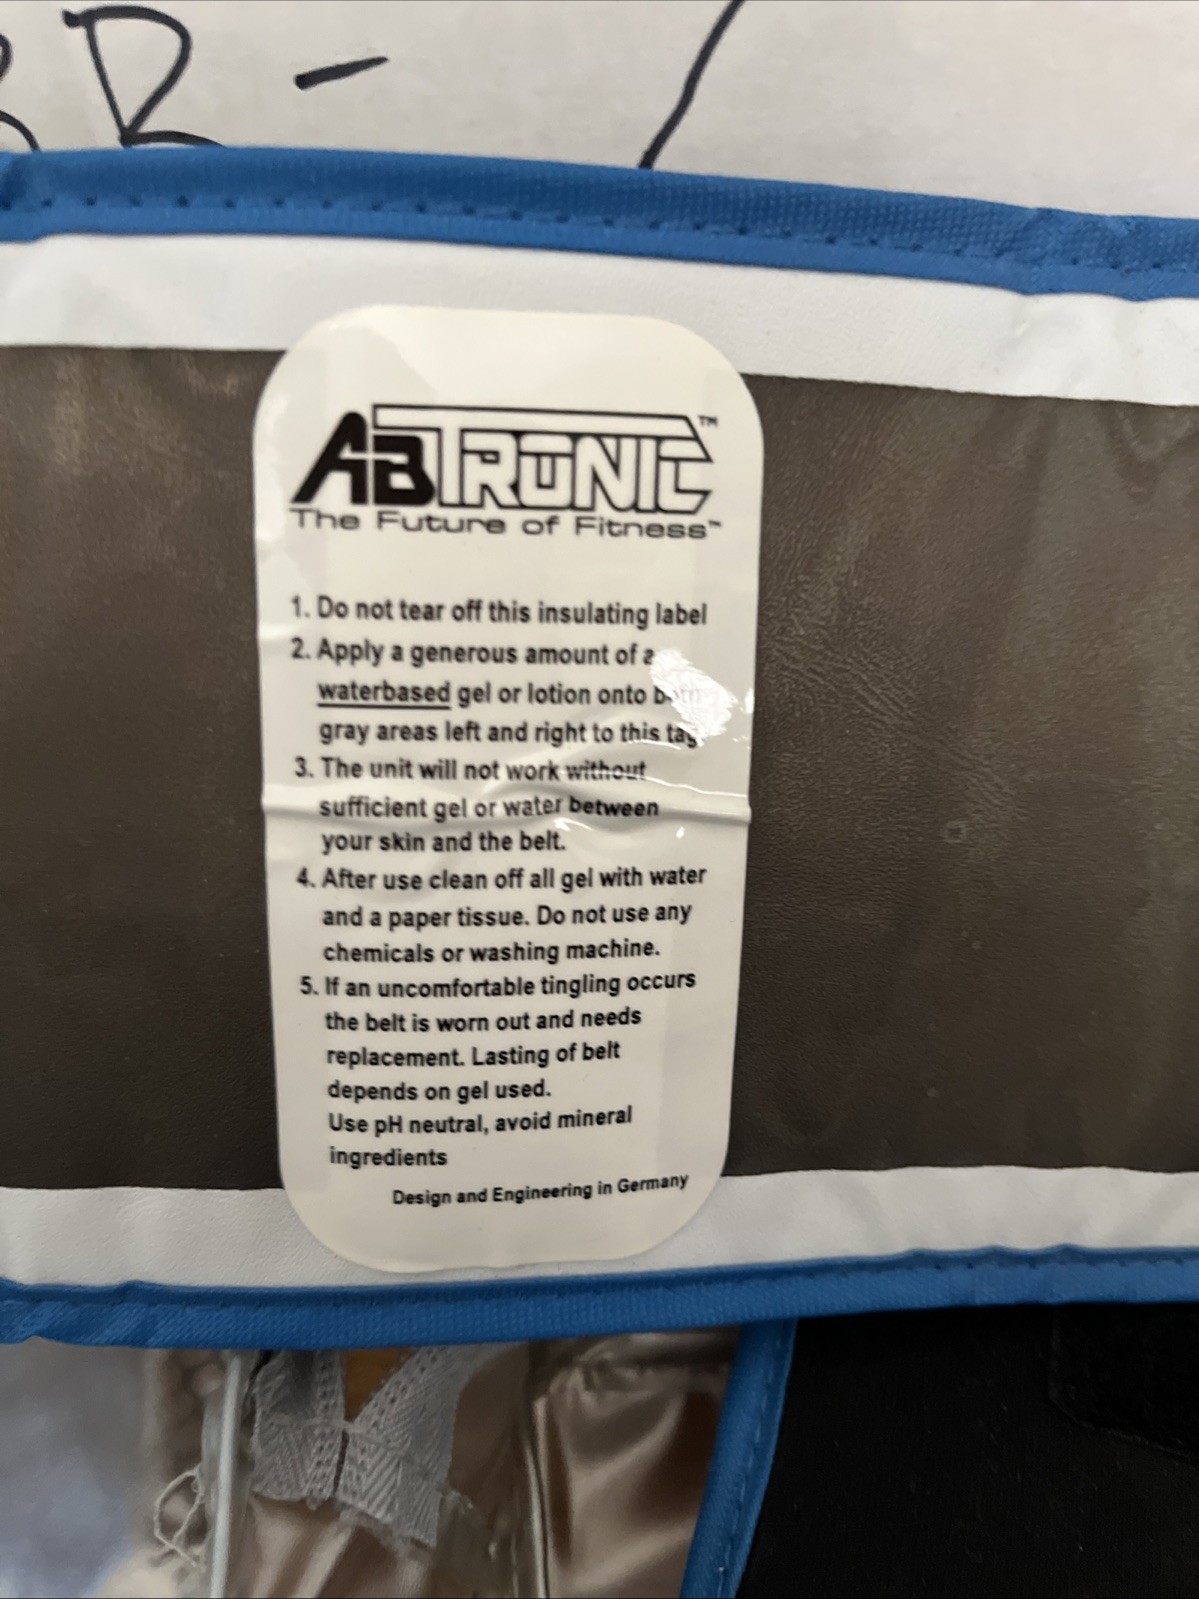 RD - /
ABTRONIC™
The Future of Fitness™
1. Do not tear off this insulating label
2. Apply a generous amount of a
waterbased gel or lotion onto both
gray areas left and right to this tag
3. The unit will not work without
sufficient gel or water between
your skin and the belt.
4. After use clean off all gel with water
and a paper tissue. Do not use any
chemicals or washing machine.
5. If an uncomfortable tingling occurs
the belt is worn out and needs
replacement. Lasting of belt
depends on gel used.
Use pH neutral, avoid mineral
ingredients
Design and Engineering in Germany